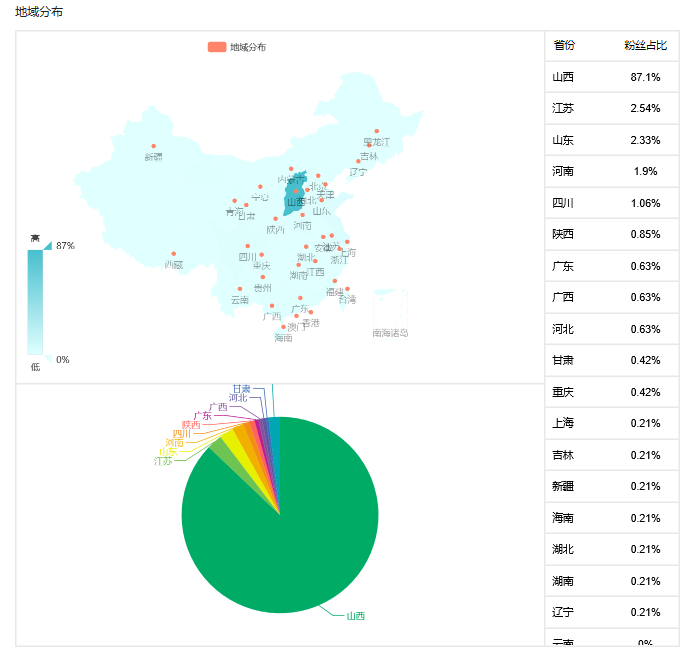 地域分布
地域分布
黑龙江
吉林
辽宁
新疆
内蒙古
北京
天津
河北
山西
山东
宁心
青海
甘肃
陕西
河南
四川
重庆
西藏
湖北
安徽
江苏
上海
浙江
湖南
江西
贵州
云南
福建
台湾
广西
广东
澳门
香港
海南
南海诸岛
高
87%
0%
低
甘肃
河北
广西
广东
陕西
四川
河南
山东
江苏
山西
省份 粉丝占比
山西 87.1%
江苏 2.54%
山东 2.33%
河南 1.9%
四川 1.06%
陕西 0.85%
广东 0.63%
广西 0.63%
河北 0.63%
甘肃 0.42%
重庆 0.42%
上海 0.21%
吉林 0.21%
新疆 0.21%
海南 0.21%
湖北 0.21%
湖南 0.21%
辽宁 0.21%
云南 0%